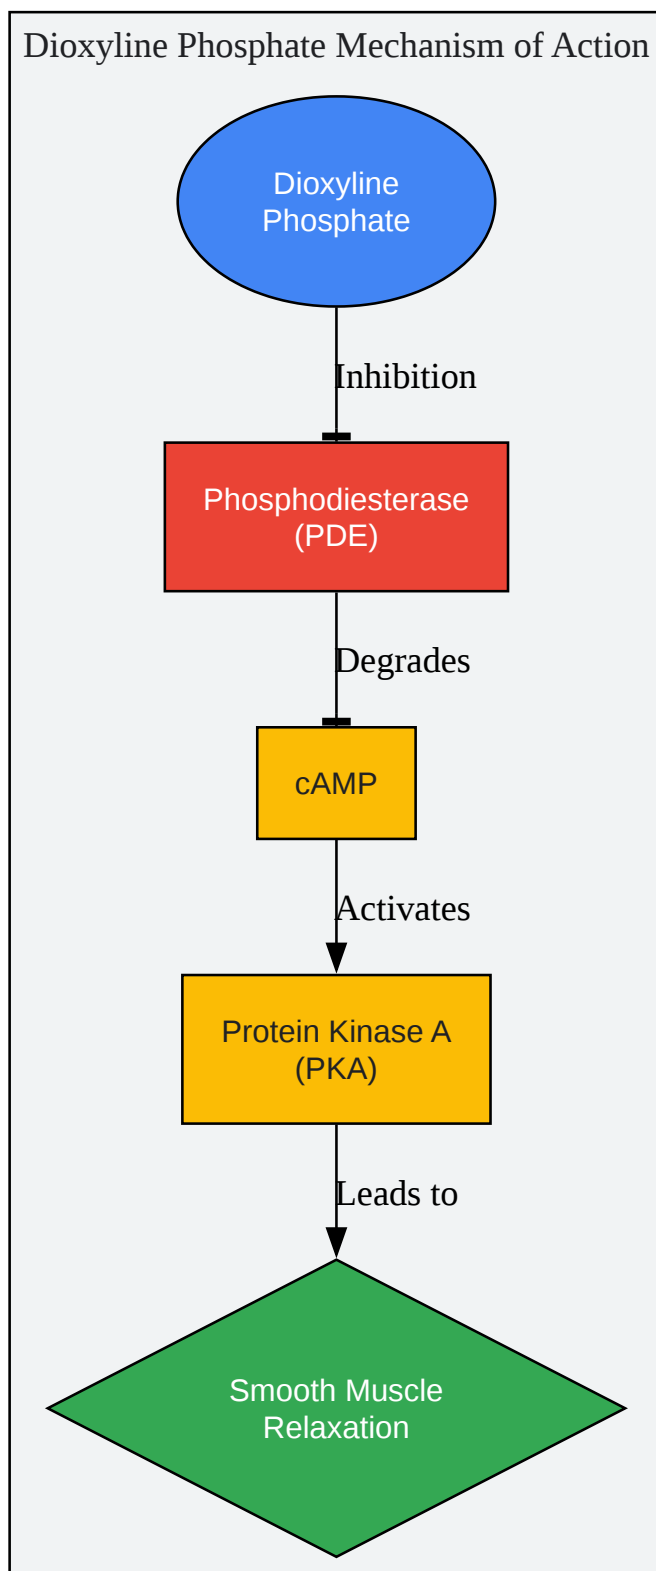 Dioxyline Phosphate Mechanism of Action
Dioxyline
Phosphate
Inhibition
Phosphodiesterase
(PDE)
Degrades
cAMP
Activates
Protein Kinase A
(PKA)
Leads to
Smooth Muscle
Relaxation